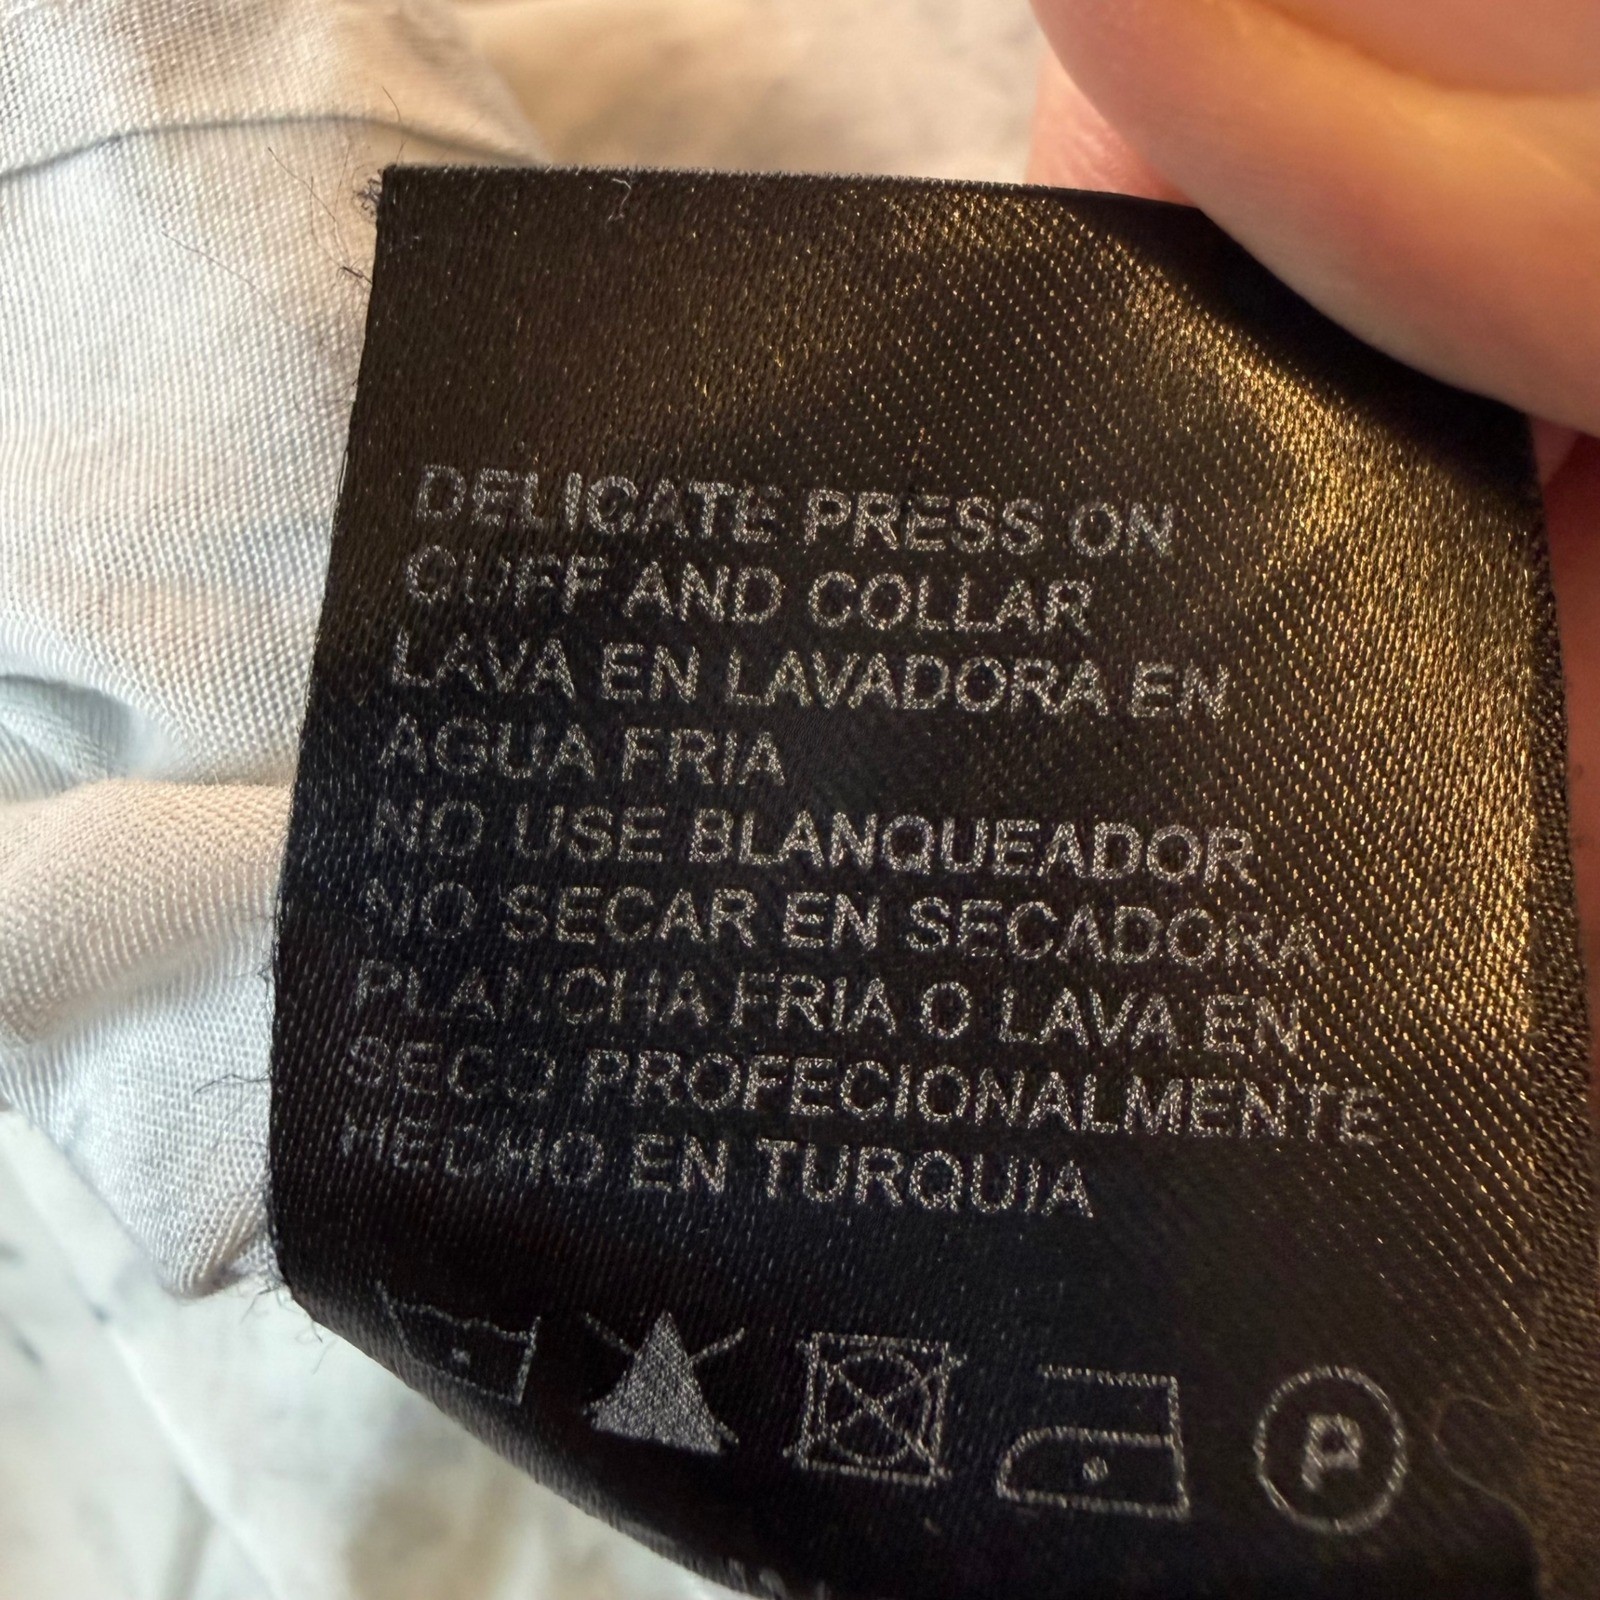 DELICATE PRESS ON
CUFF AND COLLAR
LAVA EN LAVADORA EN
AGUA FRIA
NO USE BLANQUEADOR
NO SECAR EN SECADORA
PLANCHA FRIA O LAVA EN
SECO PROFECIONALMENTE
HECHO EN TURQUIA
P